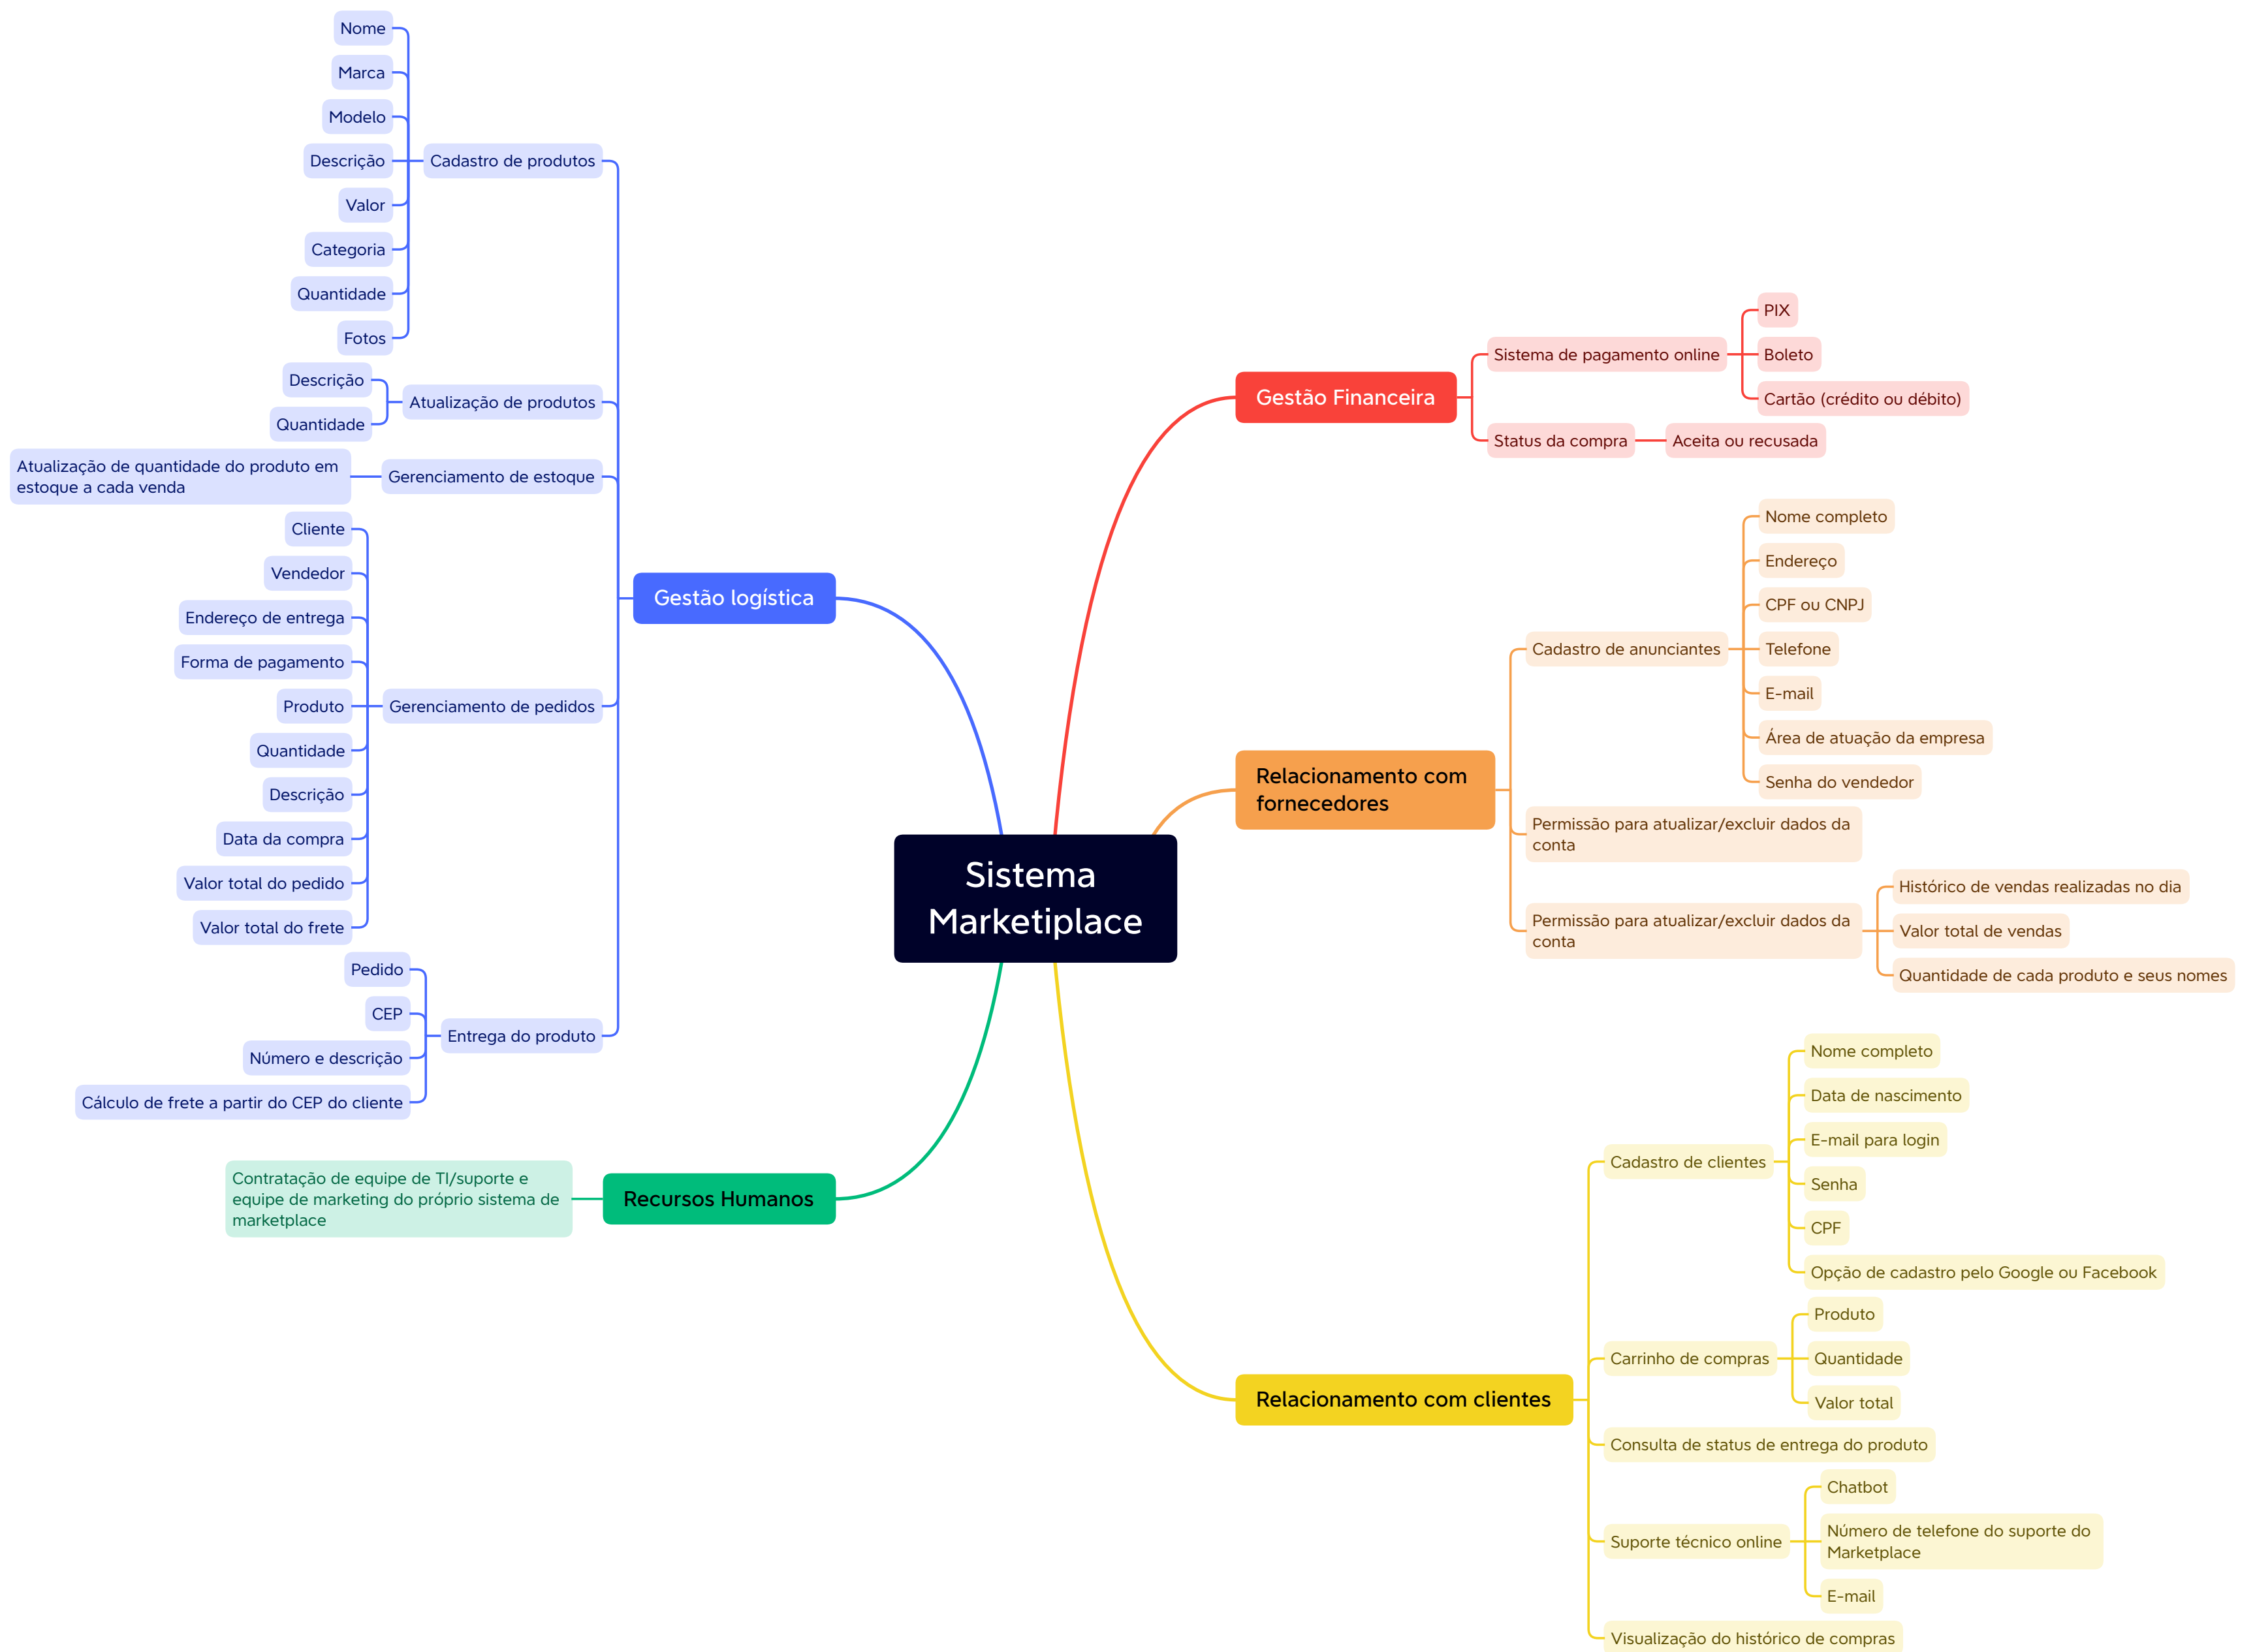 Sistema
Marketiplace
Gestão logística
Cadastro de produtos
Nome
Marca
Modelo
Descrição
Valor
Categoria
Quantidade
Fotos
Atualização de produtos
Descrição
Quantidade
Gerenciamento de estoque
Atualização de quantidade do produto em
estoque a cada venda
Gerenciamento de pedidos
Cliente
Vendedor
Endereço de entrega
Forma de pagamento
Produto
Quantidade
Descrição
Data da compra
Valor total do pedido
Valor total do frete
Entrega do produto
Pedido
CEP
Número e descrição
Cálculo de frete a partir do CEP do cliente
Recursos Humanos
Contratação de equipe de TI/suporte e
equipe de marketing do próprio sistema de
marketplace
Gestão Financeira
Sistema de pagamento online
PIX
Boleto
Cartão (crédito ou débito)
Status da compra
Aceita ou recusada
Relacionamento com
fornecedores
Cadastro de anunciantes
Nome completo
Endereço
CPF ou CNPJ
Telefone
E-mail
Área de atuação da empresa
Senha do vendedor
Permissão para atualizar/excluir dados da
conta
Permissão para atualizar/excluir dados da
conta
Histórico de vendas realizadas no dia
Valor total de vendas
Quantidade de cada produto e seus nomes
Relacionamento com clientes
Cadastro de clientes
Nome completo
Data de nascimento
E-mail para login
Senha
CPF
Opção de cadastro pelo Google ou Facebook
Carrinho de compras
Produto
Quantidade
Valor total
Consulta de status de entrega do produto
Suporte técnico online
Chatbot
Número de telefone do suporte do
Marketplace
E-mail
Visualização do histórico de compras